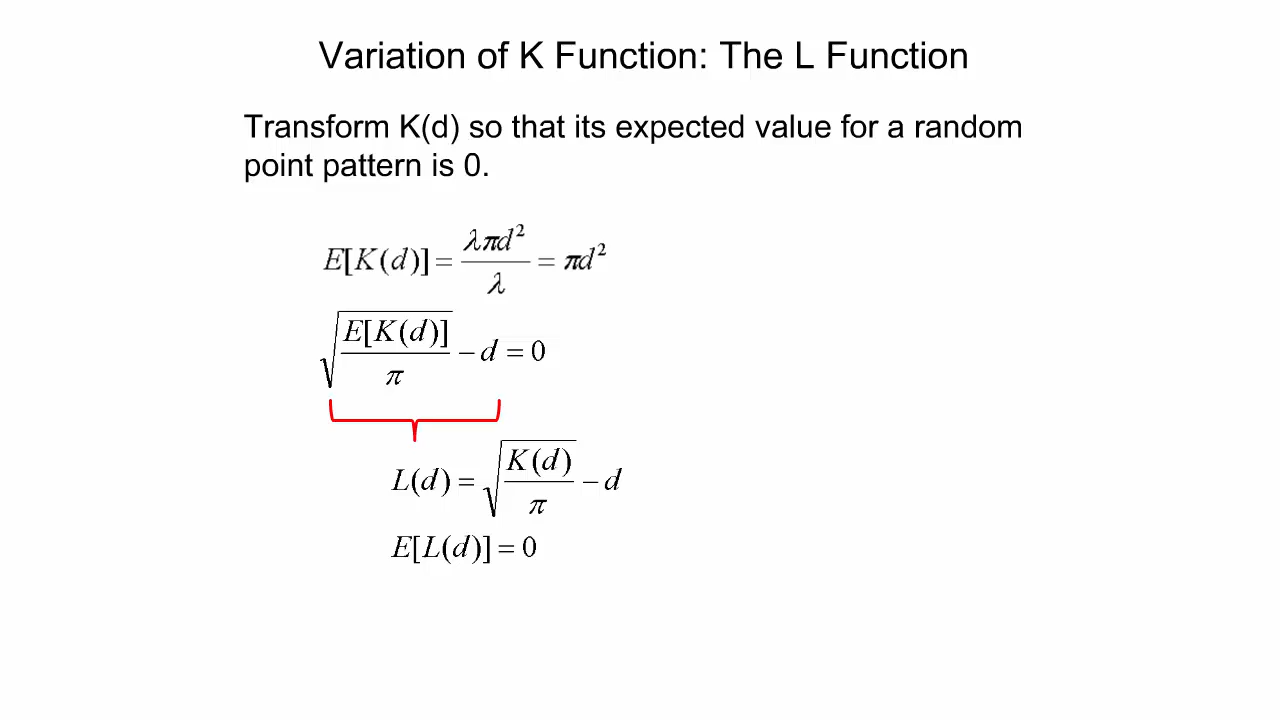 Variation of K Function: The L Function
Transform K(d) so that its expected value for a random
point pattern is 0.
E[K(d)] = λπd² / λ = πd²
√(E[K(d)] / π) − d = 0
L(d) = √(K(d) / π) − d
E[L(d)] = 0